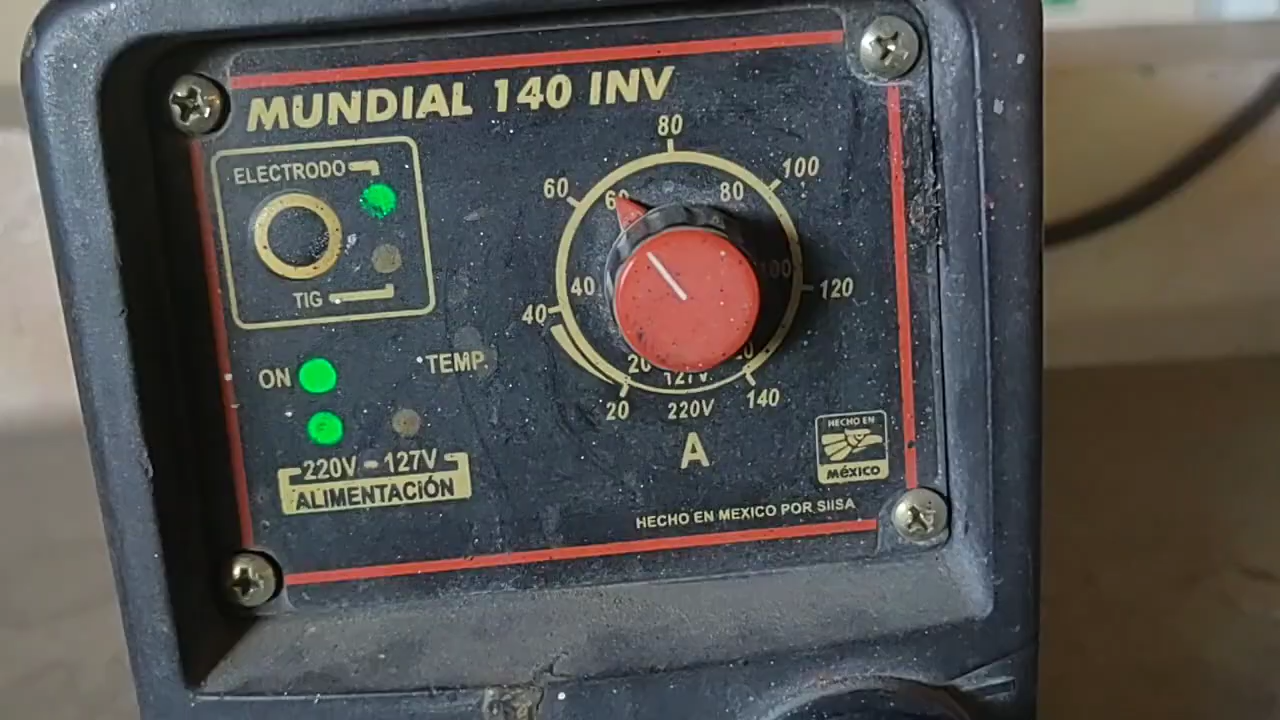 MUNDIAL 140 INV
ELECTRODO
TIG
ON
TEMP.
220V - 127V
ALIMENTACIÓN
80
60
100
40
120
20
140
220V
60
80
40
100
20
127V.
A
HECHO EN
MÉXICO
HECHO EN MEXICO POR SIISA